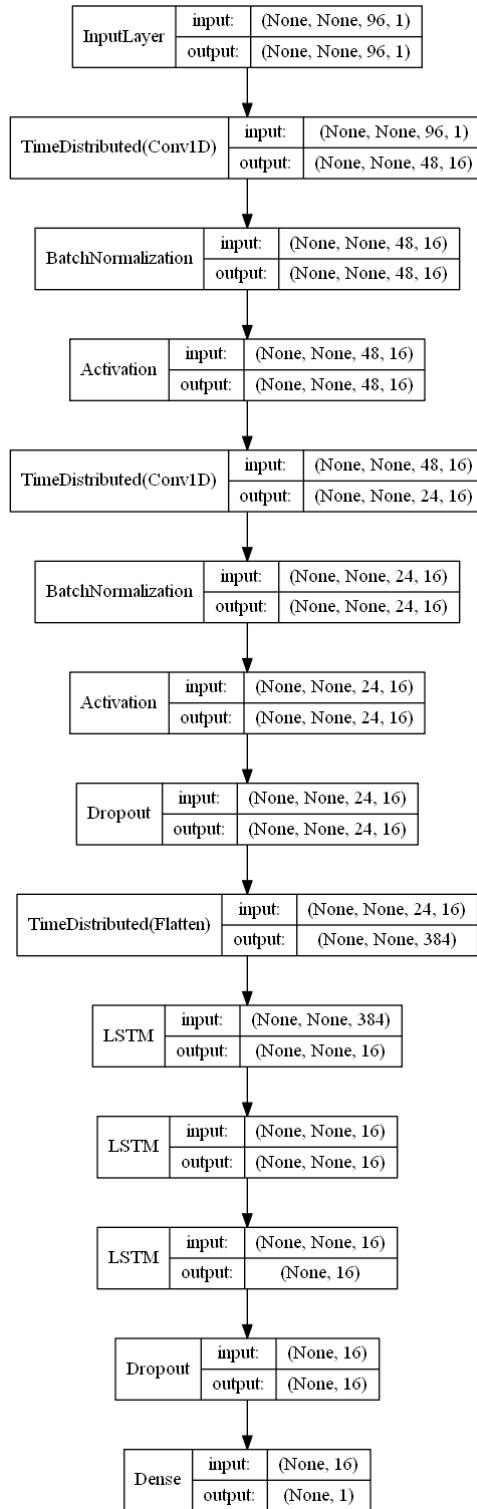 InputLayer
input: (None, None, 96, 1)
output: (None, None, 96, 1)
TimeDistributed(Conv1D)
input: (None, None, 96, 1)
output: (None, None, 48, 16)
BatchNormalization
input: (None, None, 48, 16)
output: (None, None, 48, 16)
Activation
input: (None, None, 48, 16)
output: (None, None, 48, 16)
TimeDistributed(Conv1D)
input: (None, None, 48, 16)
output: (None, None, 24, 16)
BatchNormalization
input: (None, None, 24, 16)
output: (None, None, 24, 16)
Activation
input: (None, None, 24, 16)
output: (None, None, 24, 16)
Dropout
input: (None, None, 24, 16)
output: (None, None, 24, 16)
TimeDistributed(Flatten)
input: (None, None, 24, 16)
output: (None, None, 384)
LSTM
input: (None, None, 384)
output: (None, None, 16)
LSTM
input: (None, None, 16)
output: (None, None, 16)
LSTM
input: (None, None, 16)
output: (None, 16)
Dropout
input: (None, 16)
output: (None, 16)
Dense
input: (None, 16)
output: (None, 1)